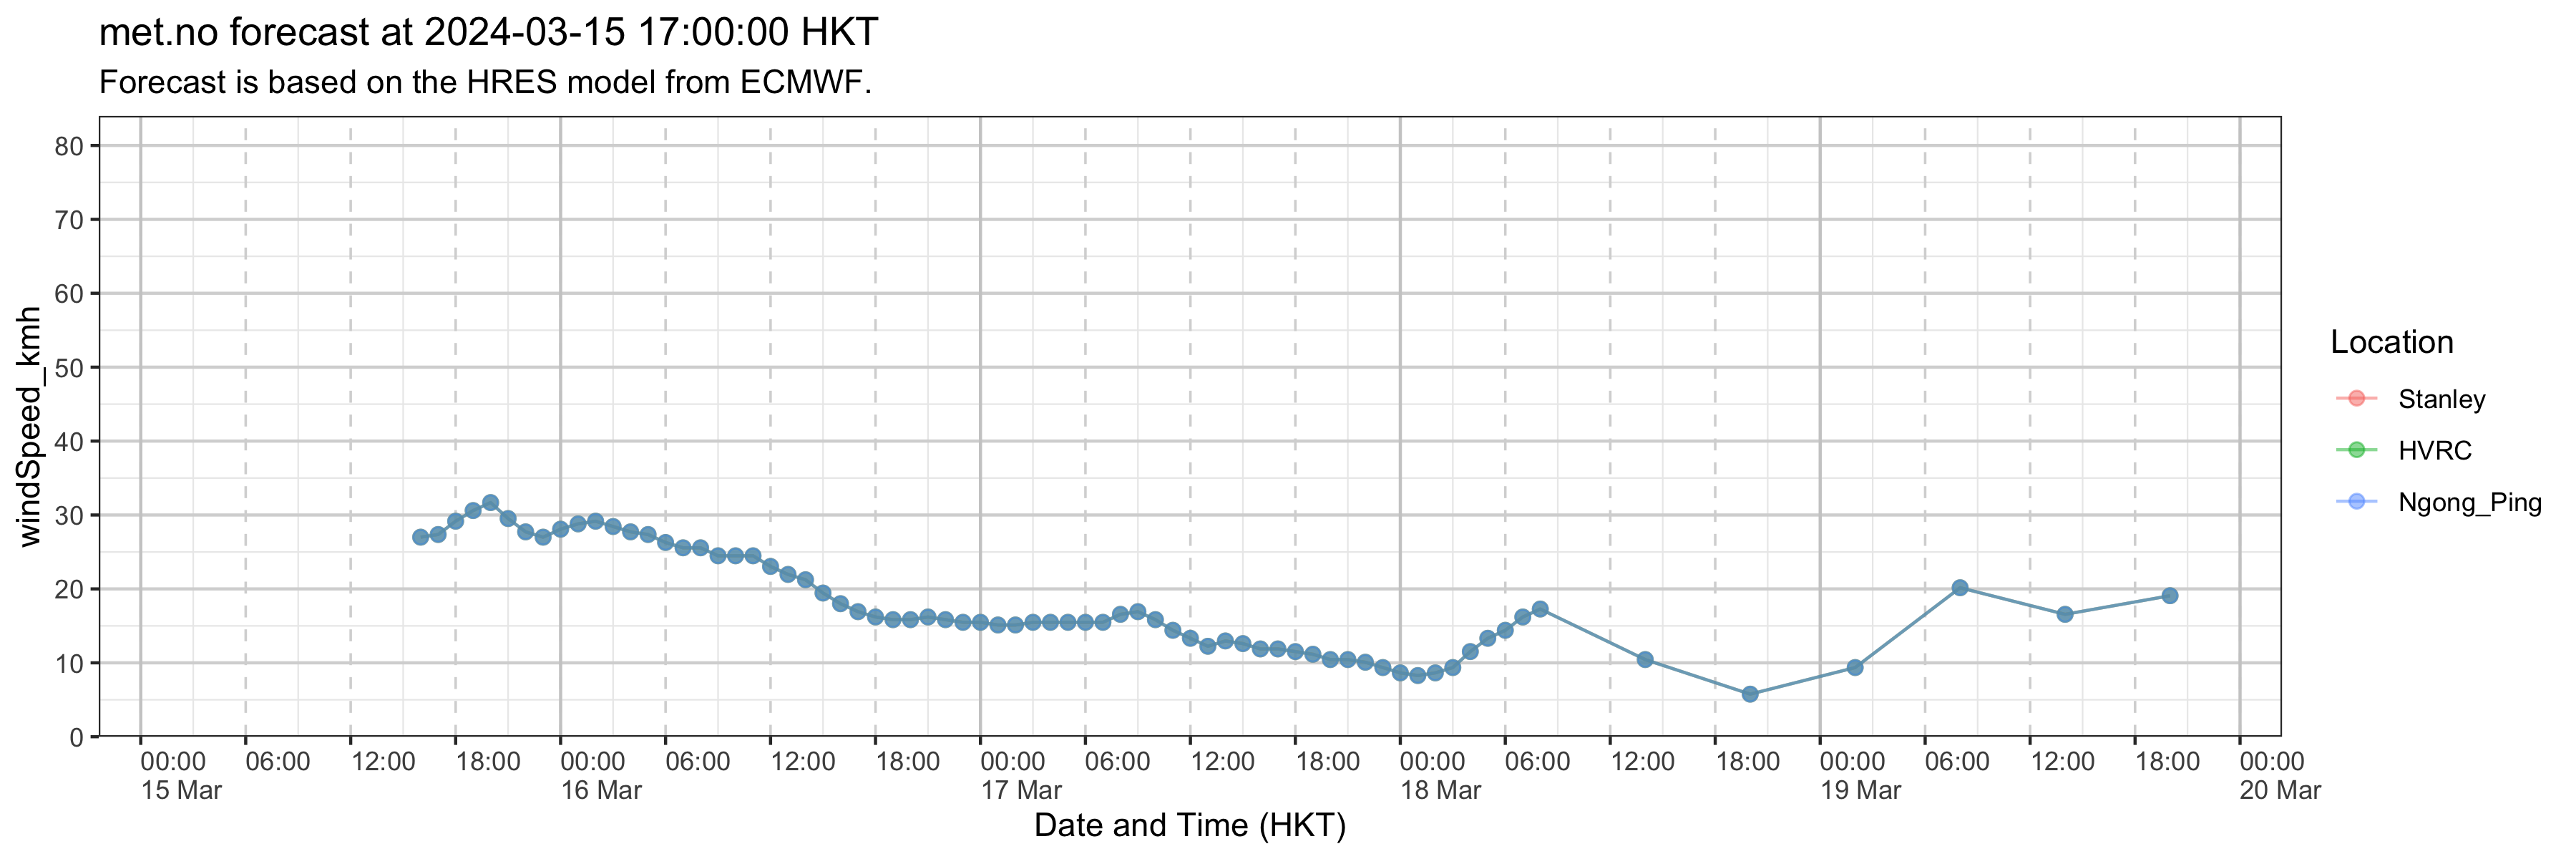 met.no forecast at 2024-03-15 17:00:00 HKT
Forecast is based on the HRES model from ECMWF.
windSpeed_kmh
80
70
60
50
40
30
20
10
0
00:00 06:00 12:00 18:00 00:00 06:00 12:00 18:00 00:00 06:00 12:00 18:00 00:00 06:00 12:00 18:00 00:00 06:00 12:00 18:00 00:00
15 Mar 16 Mar 17 Mar 18 Mar 19 Mar 20 Mar
Date and Time (HKT)
Location
Stanley
HVRC
Ngong_Ping